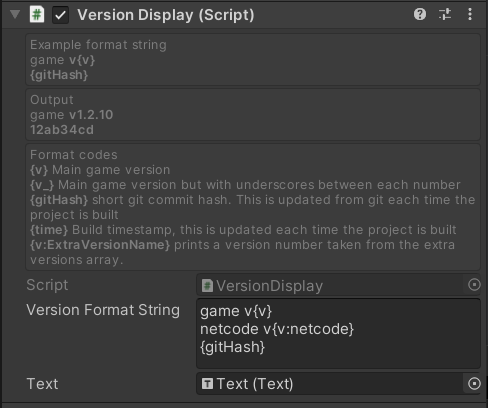 Version Display (Script)
Example format string
game v{v}
{gitHash}
Output
game v1.2.10
12ab34cd
Format codes
{v} Main game version
{v_} Main game version but with underscores between each number
{gitHash} short git commit hash. This is updated from git each time the
project is built
{time} Build timestamp, this is updated each time the project is built
{v:ExtraVersionName} prints a version number taken from the extra
versions array.
Script
VersionDisplay
Version Format String
game v{v}
netcode v{v:netcode}
{gitHash}
Text
Text (Text)